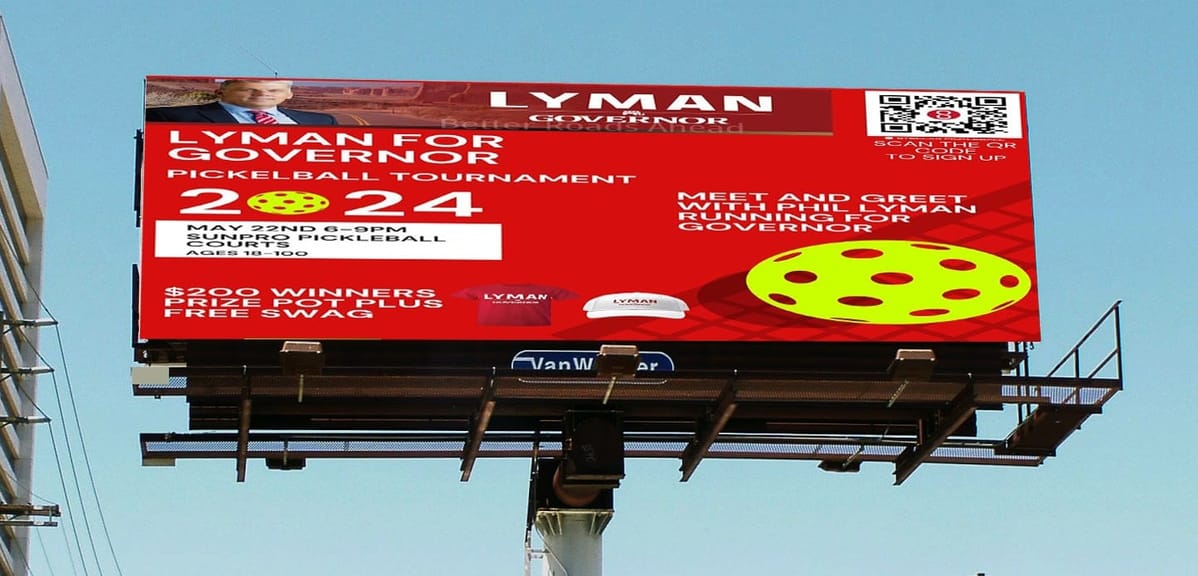 LYMAN
FOR
GOVERNOR
Better Roads Ahead
LYMAN FOR
GOVERNOR
PICKELBALL TOURNAMENT
2024
MAY 22ND 6-9PM
SUNPRO PICKLEBALL
COURTS
AGES 18-100
$200 WINNERS
PRIZE POT PLUS
FREE SWAG
LYMAN
LYMAN
SCAN THE QR
CODE
TO SIGN UP
MEET AND GREET
WITH PHIL LYMAN
RUNNING FOR
GOVERNOR